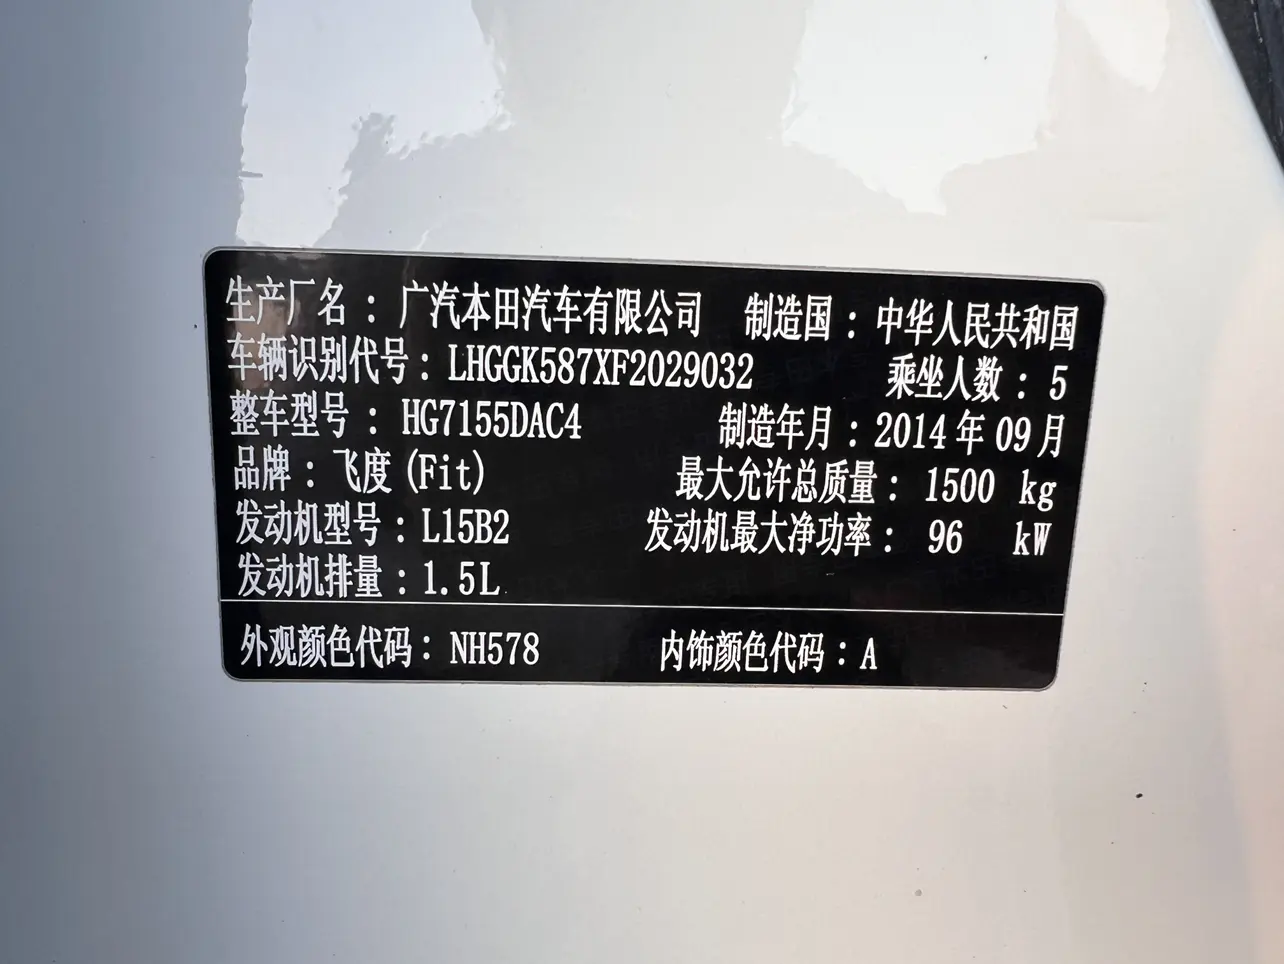 生产厂名：广汽本田汽车有限公司 制造国：中华人民共和国
车辆识别代号：LHGGK587XF2029032 乘坐人数：5
整车型号：HG7155DAC4 制造年月：2014年09月
品牌：飞度(Fit) 最大允许总质量：1500 kg
发动机型号：L15B2 发动机最大净功率：96 kW
发动机排量：1.5L
外观颜色代码：NH578 内饰颜色代码：A